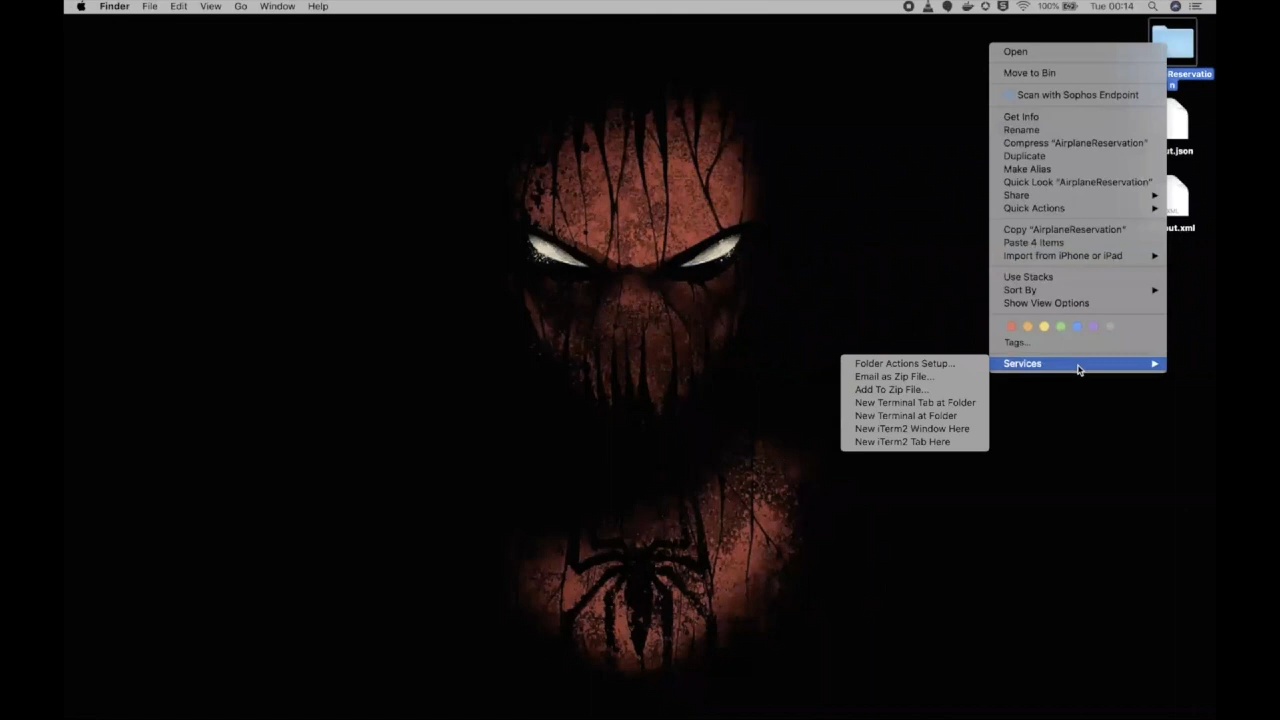 Finder File Edit View Go Window Help 100% Tue 00:14
Open
Reservatio
n
Move to Bin
Scan with Sophos Endpoint
Get Info
Rename
Compress “AirplaneReservation”
ut.json
Duplicate
Make Alias
Quick Look “AirplaneReservation”
Share
Quick Actions
Copy “AirplaneReservation”
ut.xml
Paste 4 Items
Import from iPhone or iPad
Use Stacks
Sort By
Show View Options
Tags...
Services
Folder Actions Setup...
Email as Zip File...
Add To Zip File...
New Terminal Tab at Folder
New Terminal at Folder
New iTerm2 Window Here
New iTerm2 Tab Here